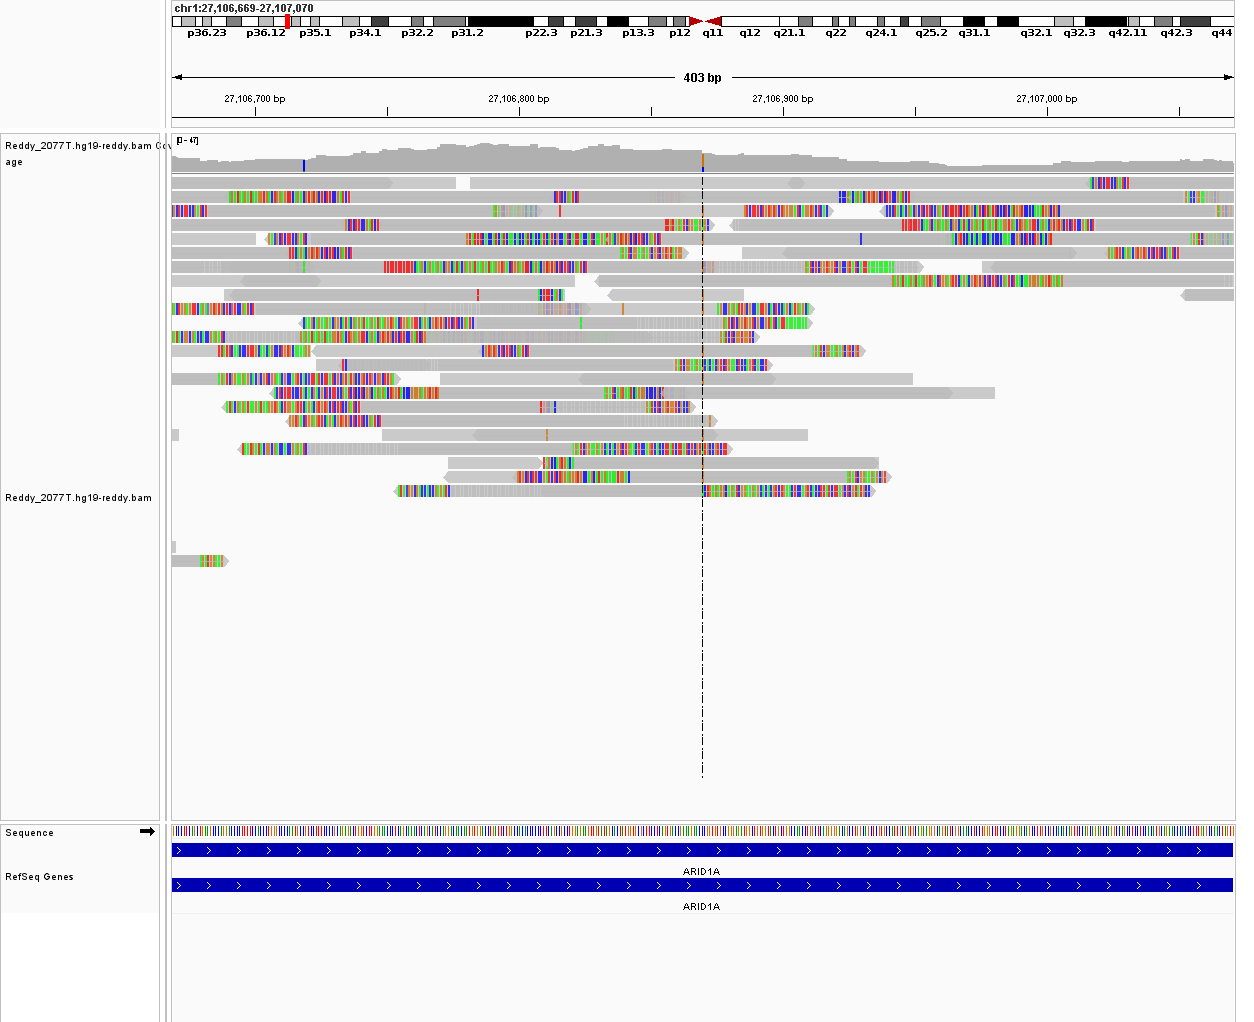 chr1:27,106,669-27,107,070
p36.23 p36.12 p35.1 p34.1 p32.2 p31.2 p22.3 p21.3 p13.3 p12 q11 q12 q21.1 q22 q24.1 q25.2 q31.1 q32.1 q32.3 q42.11 q42.3 q44
403 bp
27,106,700 bp 27,106,800 bp 27,106,900 bp 27,107,000 bp
[0 - 47]
Reddy_2077T.hg19-reddy.bam Cov
age
Reddy_2077T.hg19-reddy.bam
Sequence
ARID1A
RefSeq Genes
ARID1A